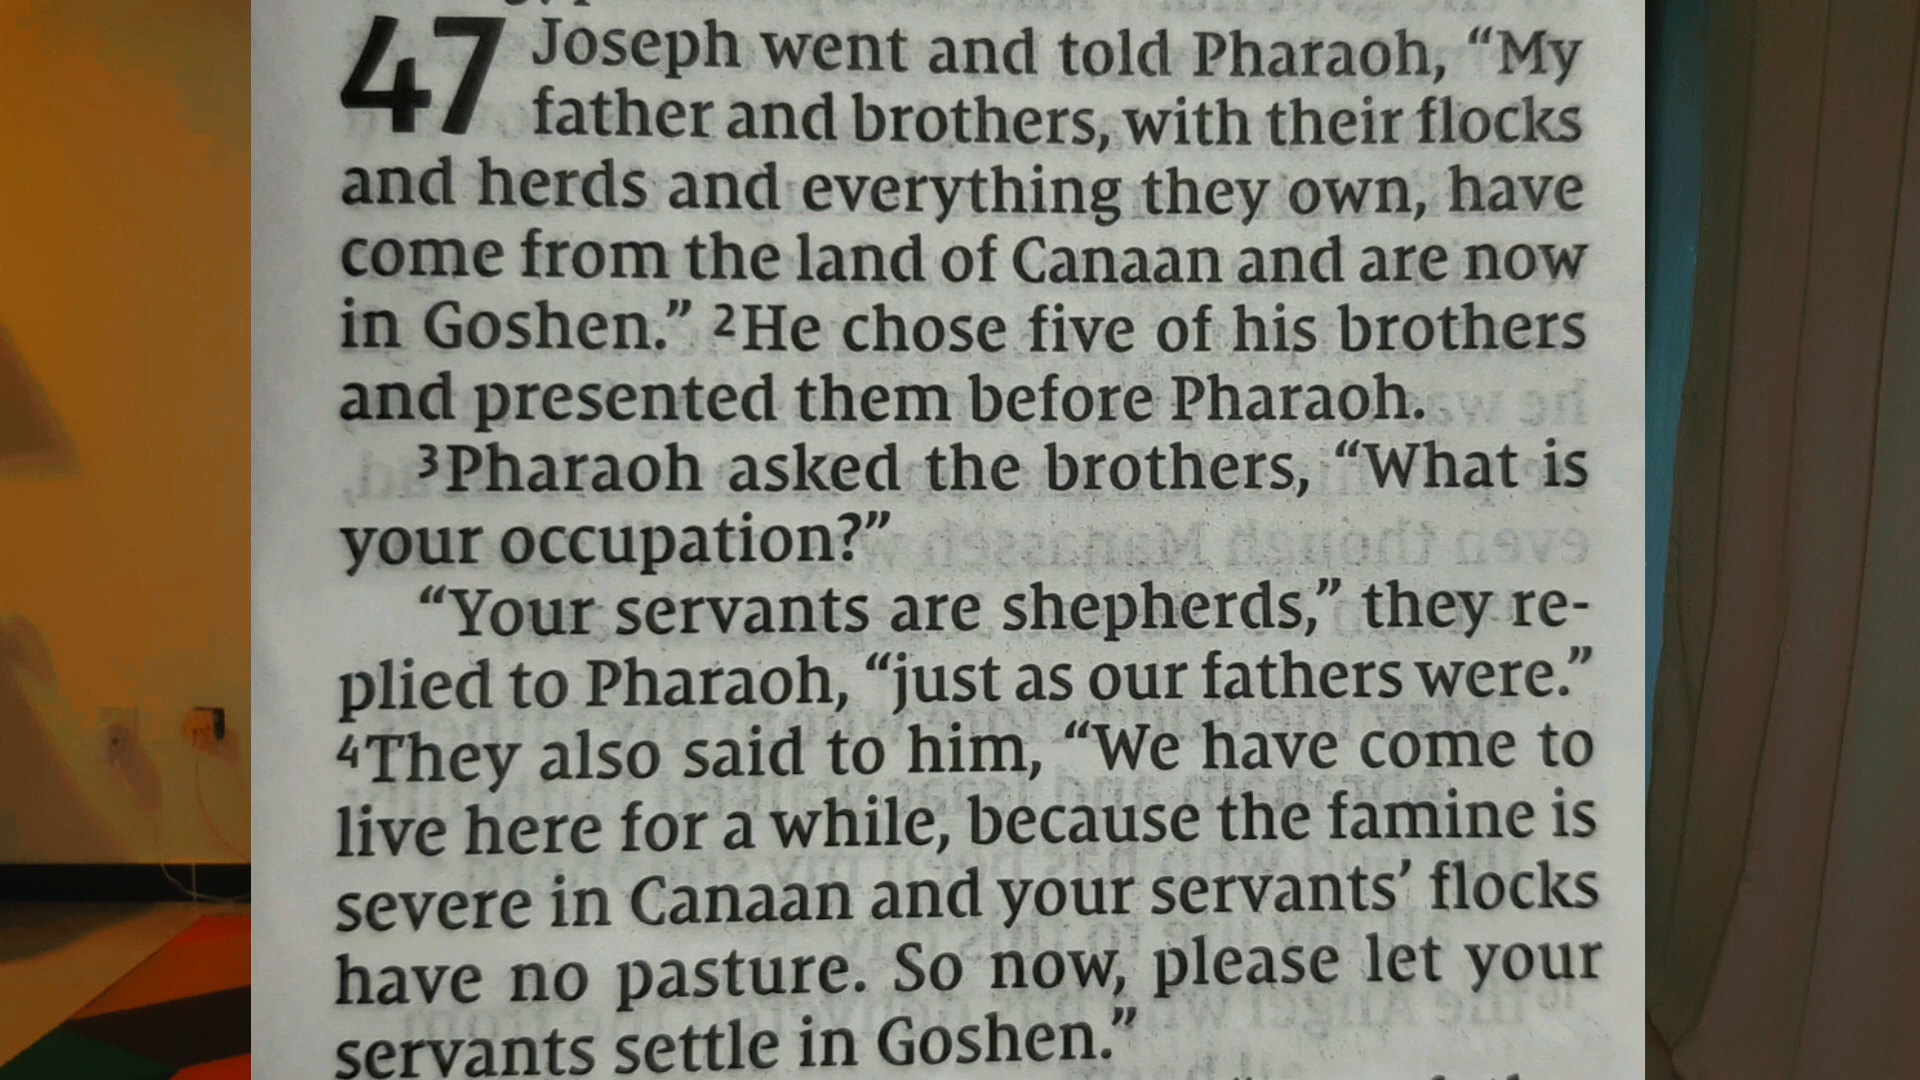 47 Joseph went and told Pharaoh, “My
father and brothers, with their flocks
and herds and everything they own, have
come from the land of Canaan and are now
in Goshen.” 2He chose five of his brothers
and presented them before Pharaoh.
3Pharaoh asked the brothers, “What is
your occupation?”
“Your servants are shepherds,” they re-
plied to Pharaoh, “just as our fathers were.”
4They also said to him, “We have come to
live here for a while, because the famine is
severe in Canaan and your servants’ flocks
have no pasture. So now, please let your
servants settle in Goshen.”